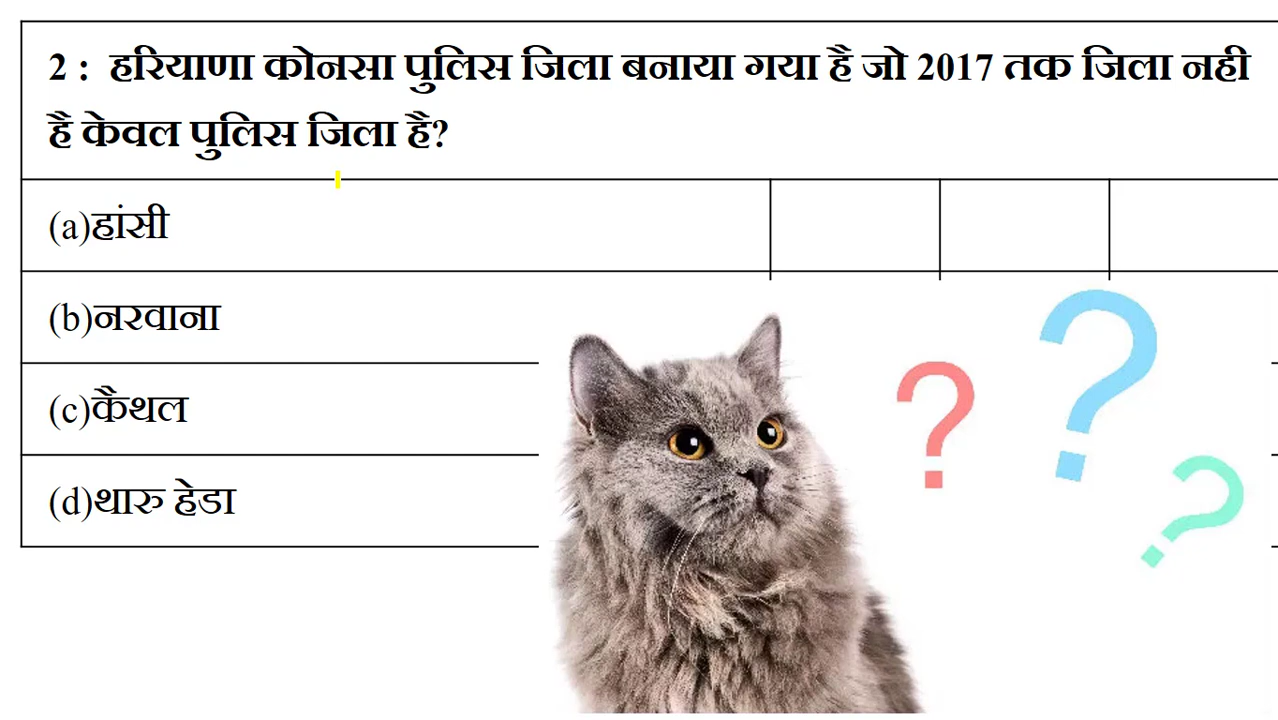 2 : हरियाणा कोनसा पुलिस जिला बनाया गया है जो 2017 तक जिला नही
है केवल पुलिस जिला है?
(a)हांसी
(b)नरवाना
(c)कैथल
(d)थारु हेडा
?
?
?